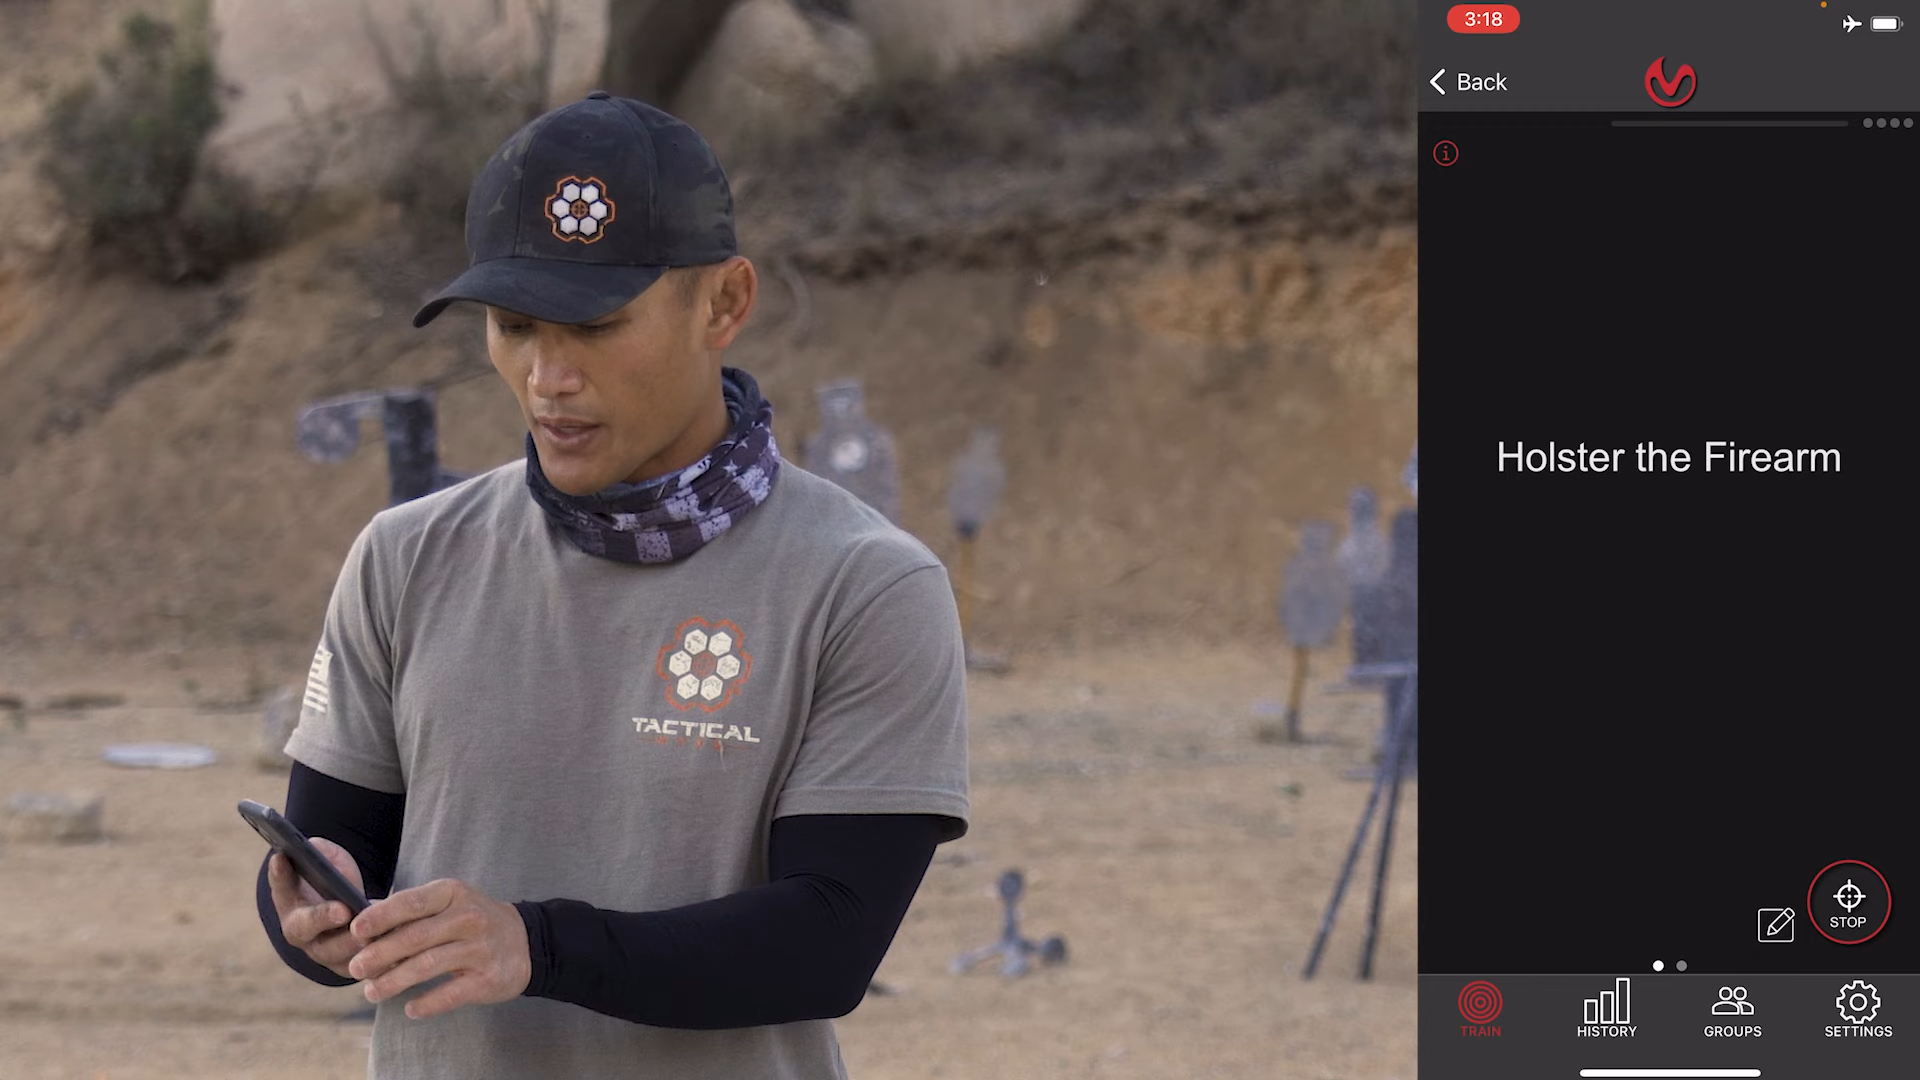 TACTICAL
3:18
Back
Holster the Firearm
STOP
TRAIN
HISTORY
GROUPS
SETTINGS